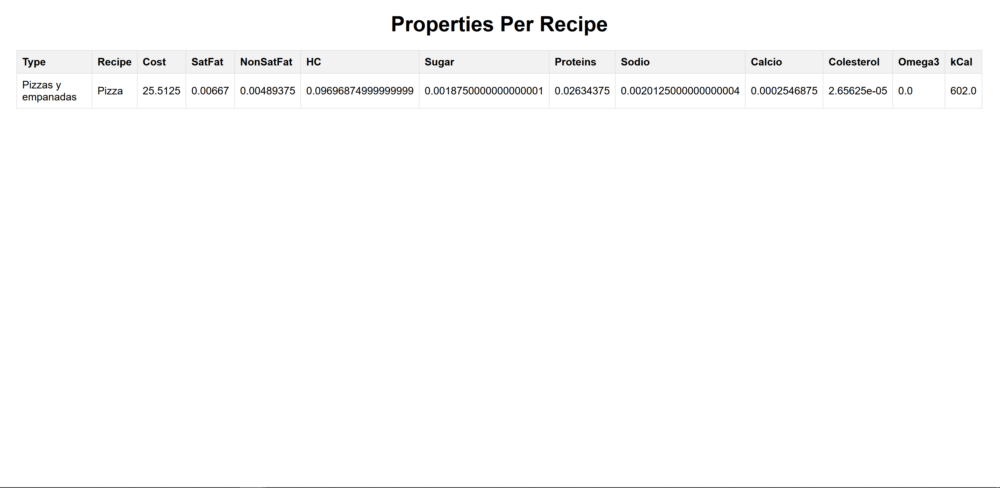 Properties Per Recipe
Type Recipe Cost SatFat NonSatFat HC Sugar Proteins Sodio Calcio Colesterol Omega3 kCal
Pizzas y
empanadas Pizza 25.5125 0.00667 0.00489375 0.09696874999999999 0.0018750000000000001 0.02634375 0.0020125000000000004 0.0002546875 2.65625e-05 0.0 602.0